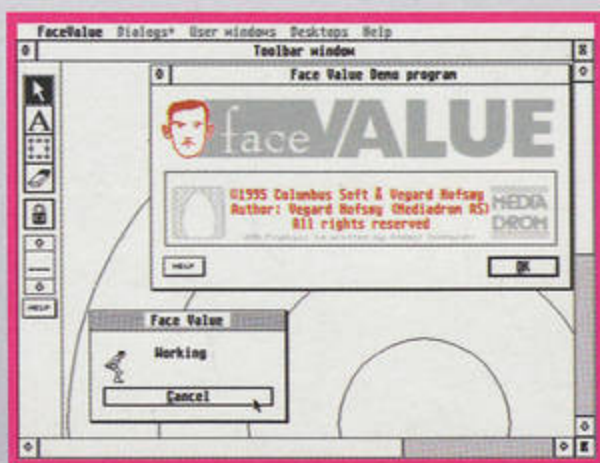 FaceValue Dialogs* User windows Desktops Help
Toolbar window
Face Value Demo program
face VALUE
A
©1995 Columbus Soft & Vegard Hofsøy
Author: Vegard Hofsøy (Mediadrom AS)
All rights reserved
MEDIA
DROM
HELP
OK
HELP
Face Value
Working
Cancel